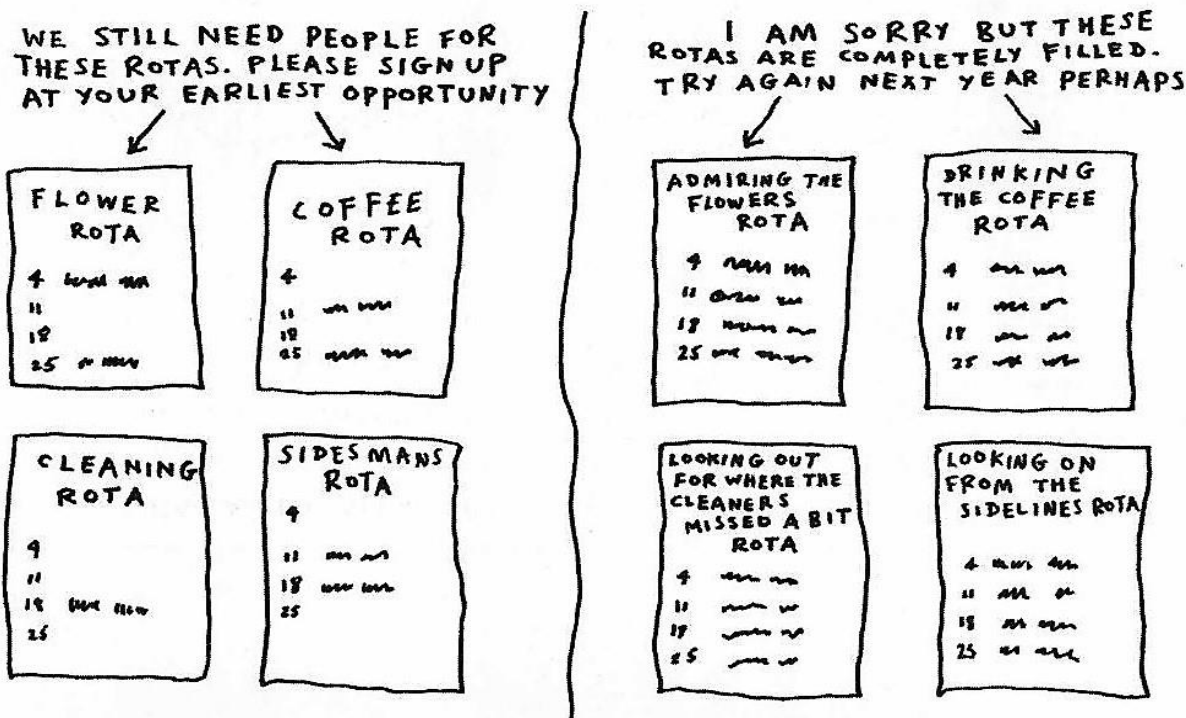 WE STILL NEED PEOPLE FOR
THESE ROTAS. PLEASE SIGN UP
AT YOUR EARLIEST OPPORTUNITY
FLOWER
ROTA
4
11
18
25
COFFEE
ROTA
4
11
18
25
CLEANING
ROTA
4
11
18
25
SIDESMANS
ROTA
4
11
18
25
I AM SORRY BUT THESE
ROTAS ARE COMPLETELY FILLED.
TRY AGAIN NEXT YEAR PERHAPS
ADMIRING THE
FLOWERS
ROTA
4
11
18
25
DRINKING
THE COFFEE
ROTA
4
11
18
25
LOOKING OUT
FOR WHERE THE
CLEANERS
MISSED A BIT
ROTA
4
11
18
25
LOOKING ON
FROM THE
SIDELINES ROTA
4
11
18
25